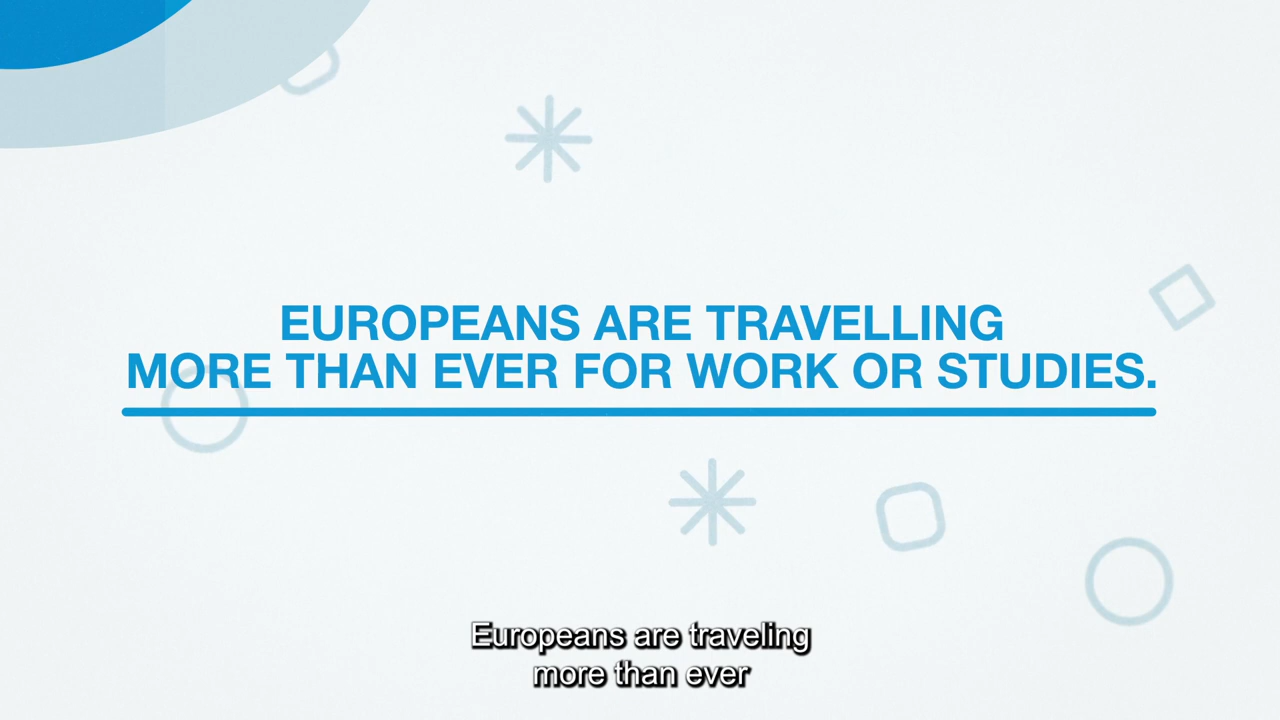 EUROPEANS ARE TRAVELLING
MORE THAN EVER FOR WORK OR STUDIES.
Europeans are traveling
more than ever